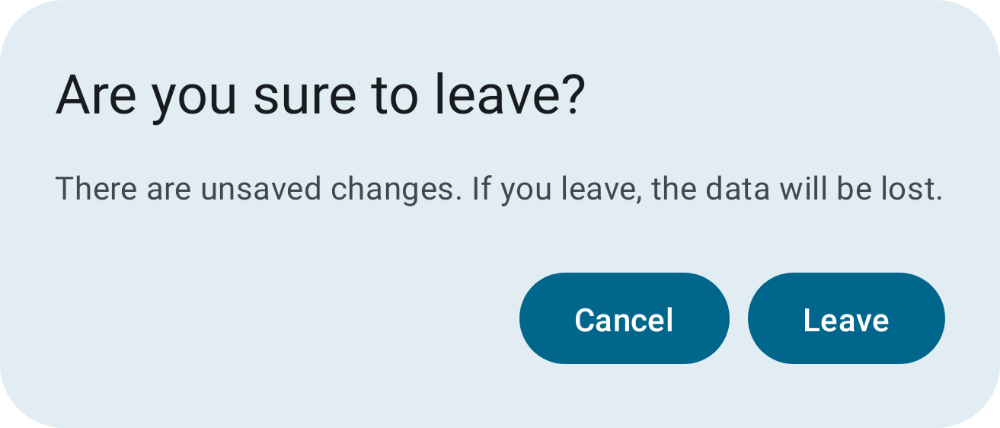 Are you sure to leave?
There are unsaved changes. If you leave, the data will be lost.
Cancel
Leave